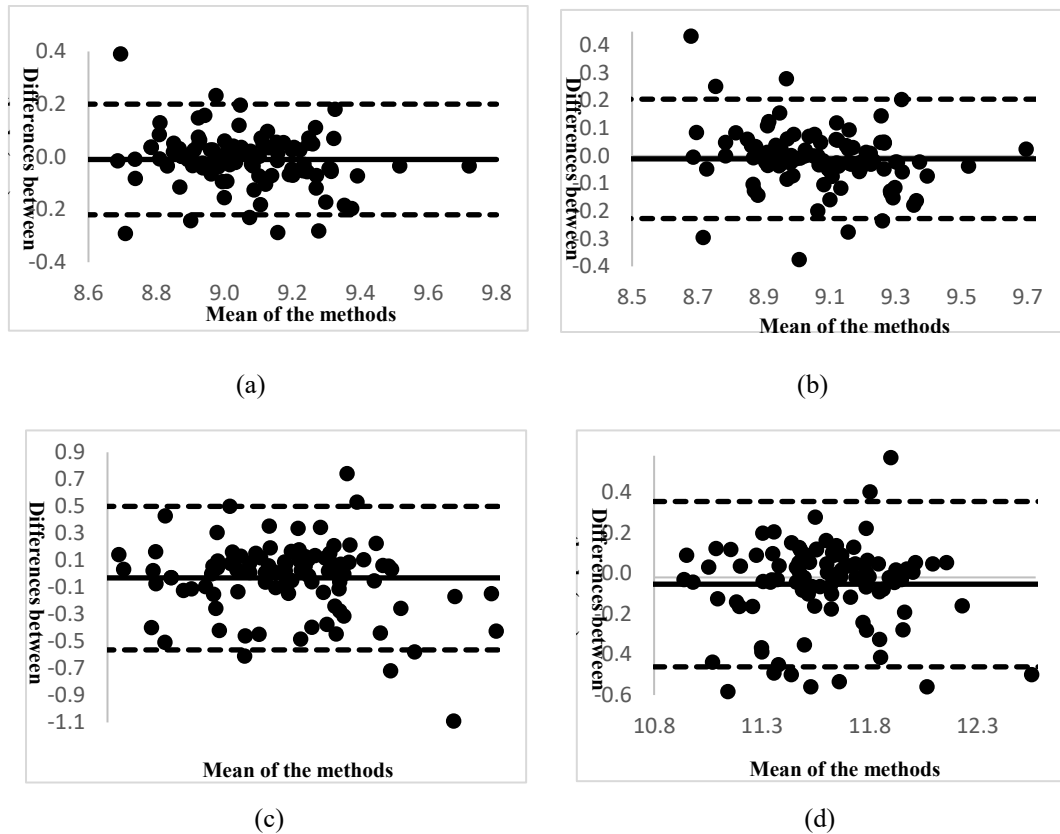 0.4
0.2
0.0
-0.2
-0.4
8.6 8.8 9.0 9.2 9.4 9.6 9.8
Differences between
Mean of the methods
(a)
0.4
0.3
0.2
0.1
0.0
-0.1
-0.2
-0.3
-0.4
8.5 8.7 8.9 9.1 9.3 9.5 9.7
Differences between
Mean of the methods
(b)
0.9
0.7
0.5
0.3
0.1
-0.1
-0.3
-0.5
-0.7
-0.9
-1.1
Differences between
Mean of the methods
(c)
0.4
0.2
0.0
-0.2
-0.4
-0.6
10.8 11.3 11.8 12.3
Differences between
Mean of the methods
(d)